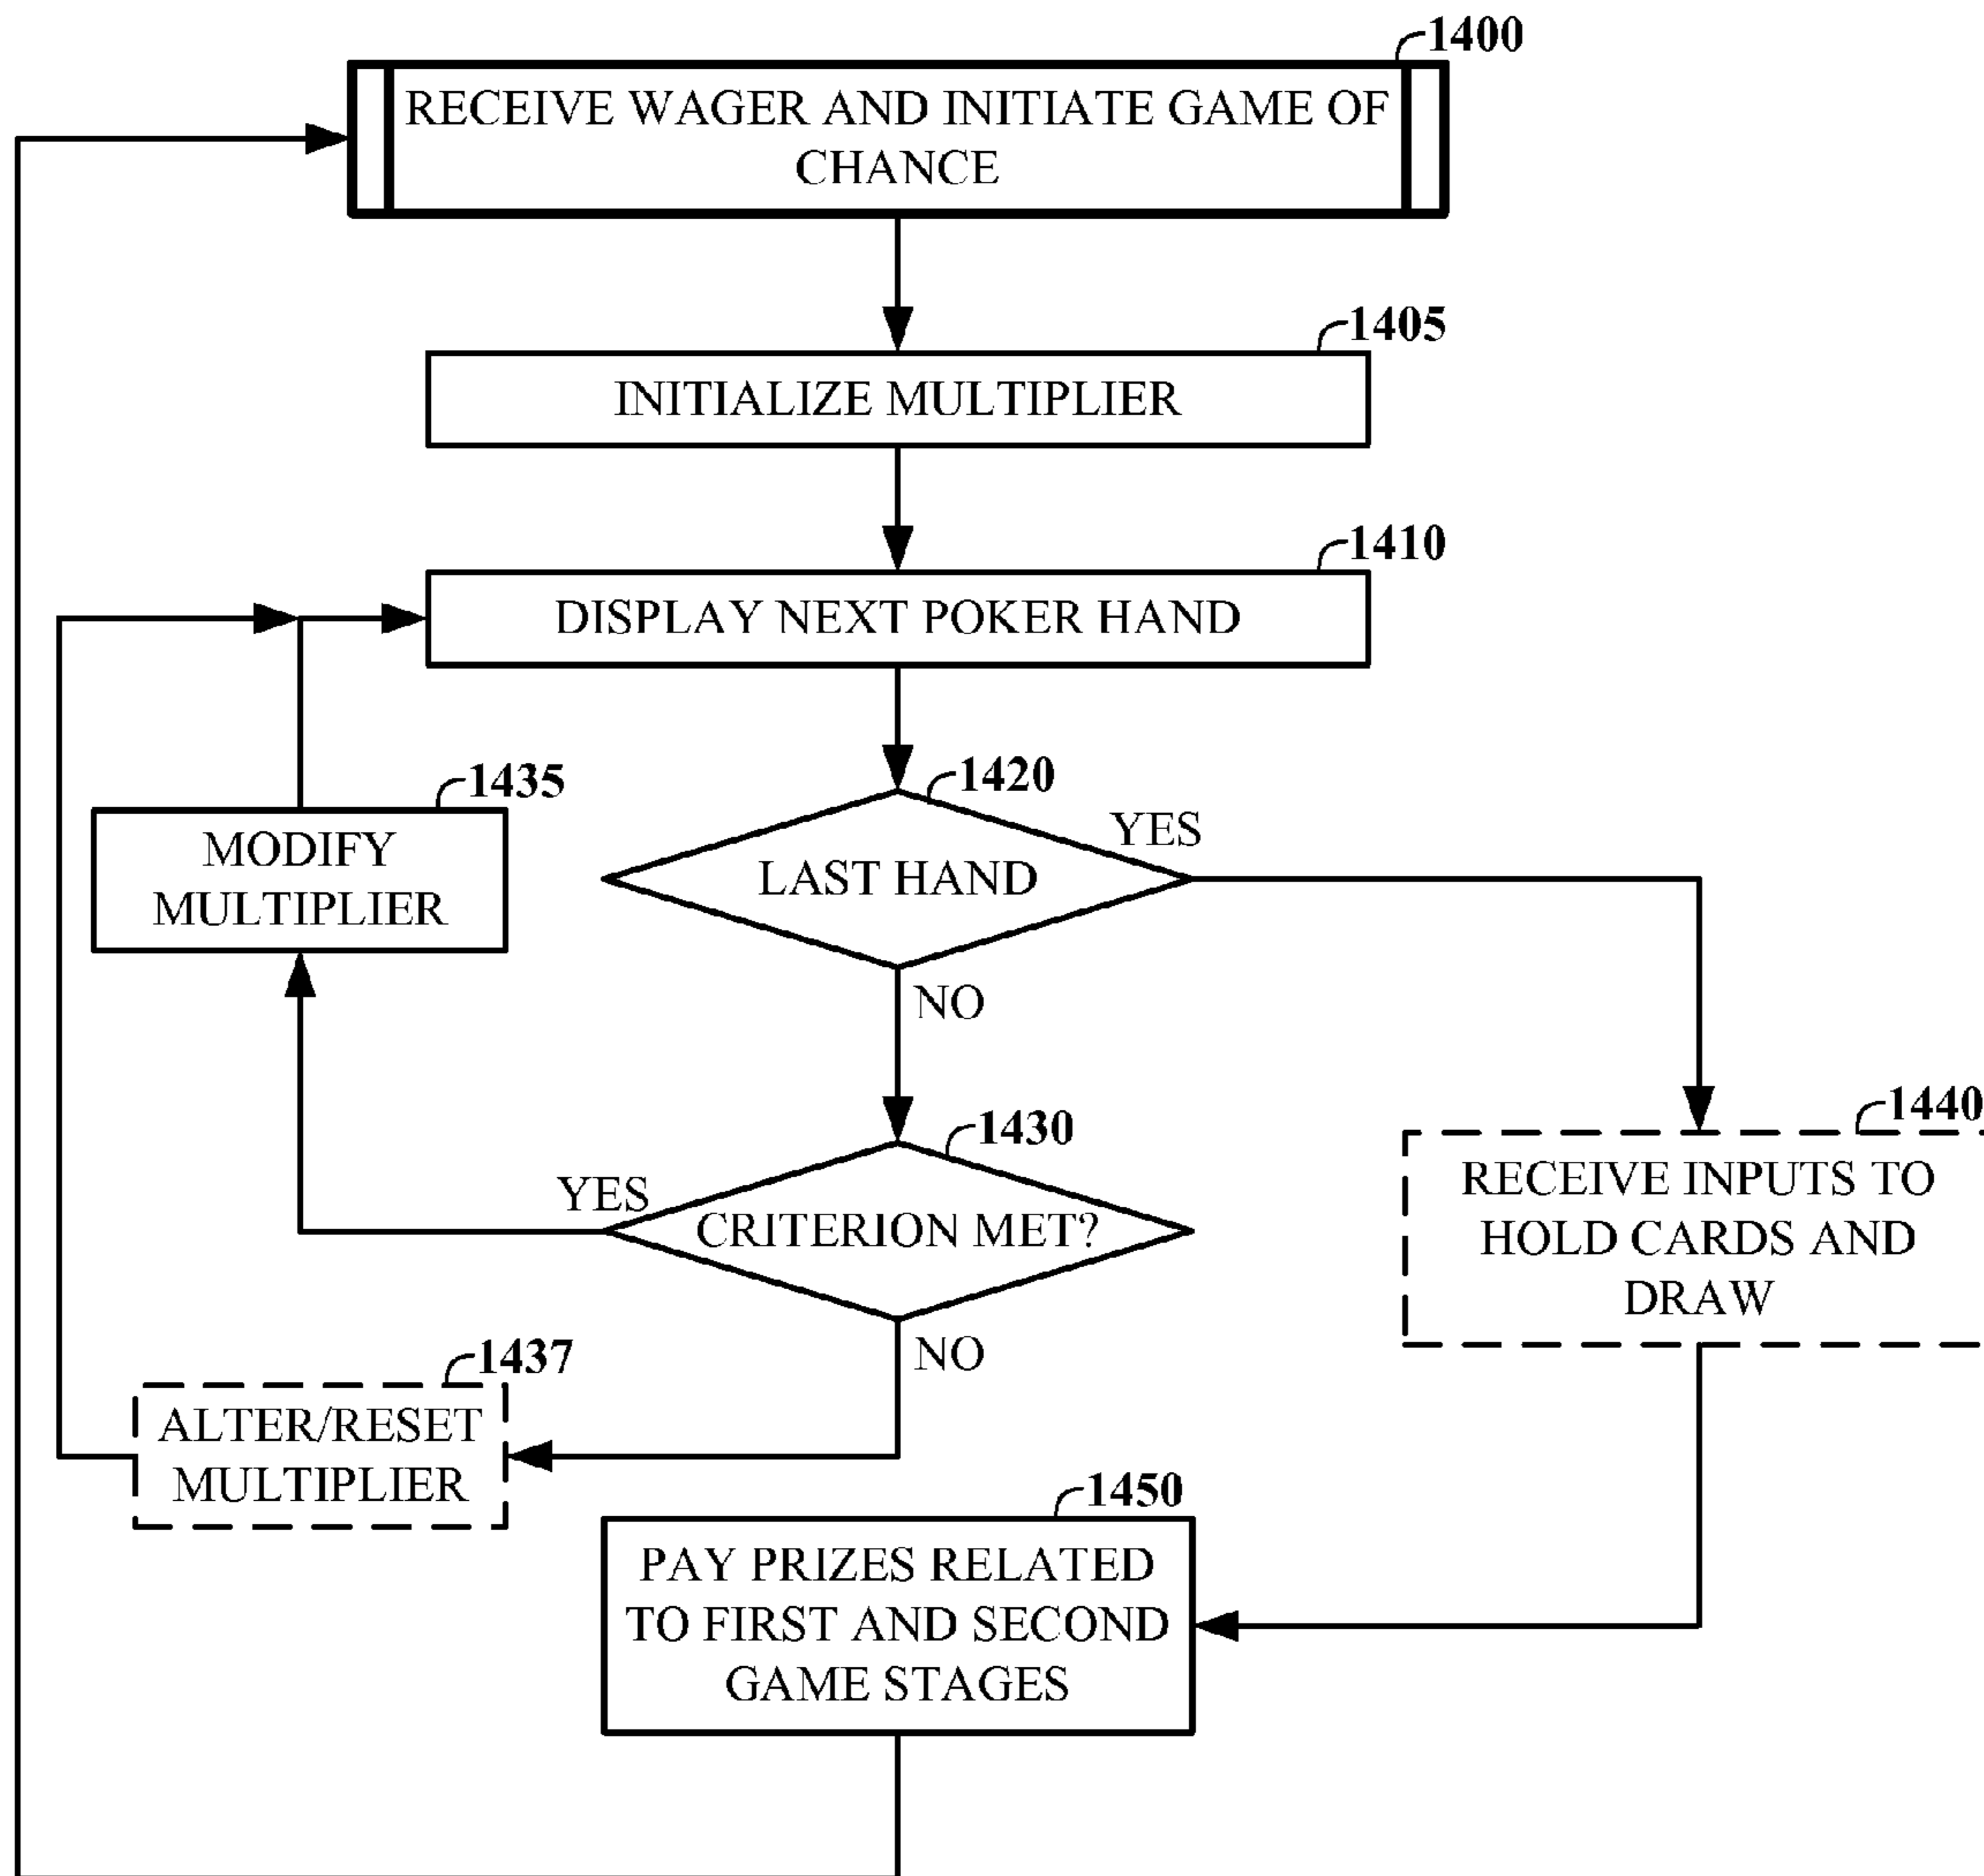 1400
RECEIVE WAGER AND INITIATE GAME OF
CHANCE
1405
INITIALIZE MULTIPLIER
1410
DISPLAY NEXT POKER HAND
1420
LAST HAND
YES
NO
1435
MODIFY
MULTIPLIER
1430
CRITERION MET?
YES
NO
1437
ALTER/RESET
MULTIPLIER
1440
RECEIVE INPUTS TO
HOLD CARDS AND
DRAW
1450
PAY PRIZES RELATED
TO FIRST AND SECOND
GAME STAGES